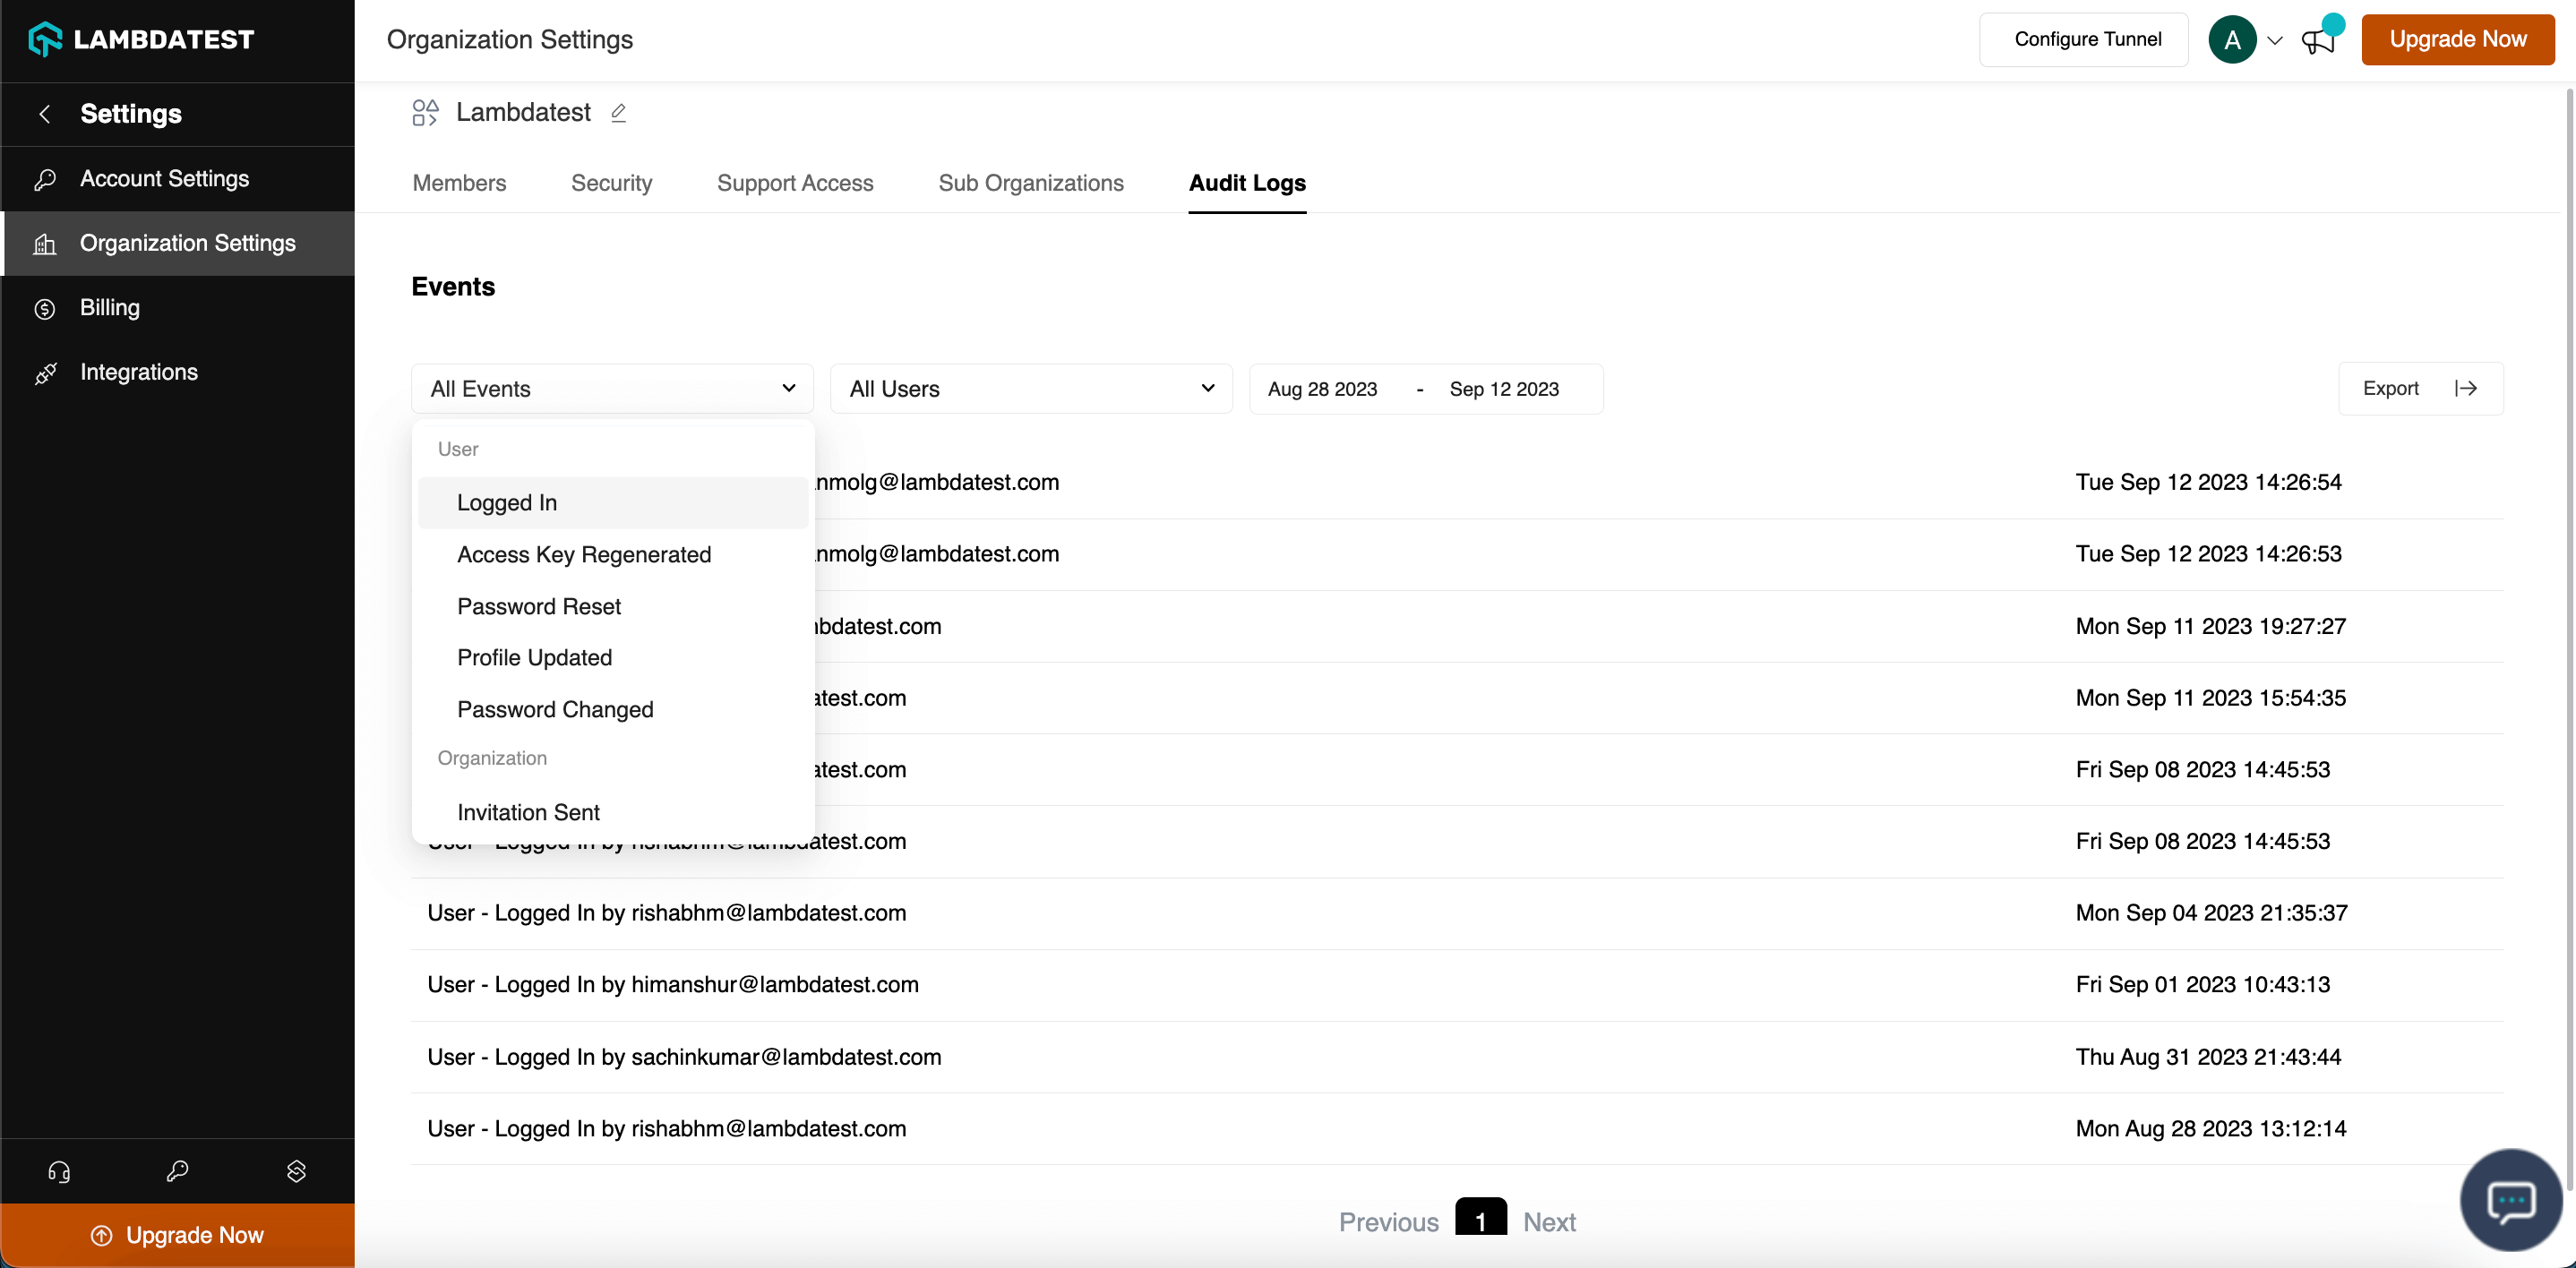 LAMBDATEST
Organization Settings
Configure Tunnel
A
Upgrade Now
Settings
Lambdatest
Account Settings
Members
Security
Support Access
Sub Organizations
Audit Logs
Organization Settings
Events
Billing
Integrations
All Events
All Users
Aug 28 2023 - Sep 12 2023
Export
User
Logged In
Access Key Regenerated
Password Reset
Profile Updated
Password Changed
Organization
Invitation Sent
nmolg@lambdatest.com
Tue Sep 12 2023 14:26:54
nmolg@lambdatest.com
Tue Sep 12 2023 14:26:53
bdatest.com
Mon Sep 11 2023 19:27:27
atest.com
Mon Sep 11 2023 15:54:35
atest.com
Fri Sep 08 2023 14:45:53
User - Logged In by rishabhm@lambdatest.com
Fri Sep 08 2023 14:45:53
User - Logged In by rishabhm@lambdatest.com
Mon Sep 04 2023 21:35:37
User - Logged In by himanshur@lambdatest.com
Fri Sep 01 2023 10:43:13
User - Logged In by sachinkumar@lambdatest.com
Thu Aug 31 2023 21:43:44
User - Logged In by rishabhm@lambdatest.com
Mon Aug 28 2023 13:12:14
Previous
1
Next
Upgrade Now